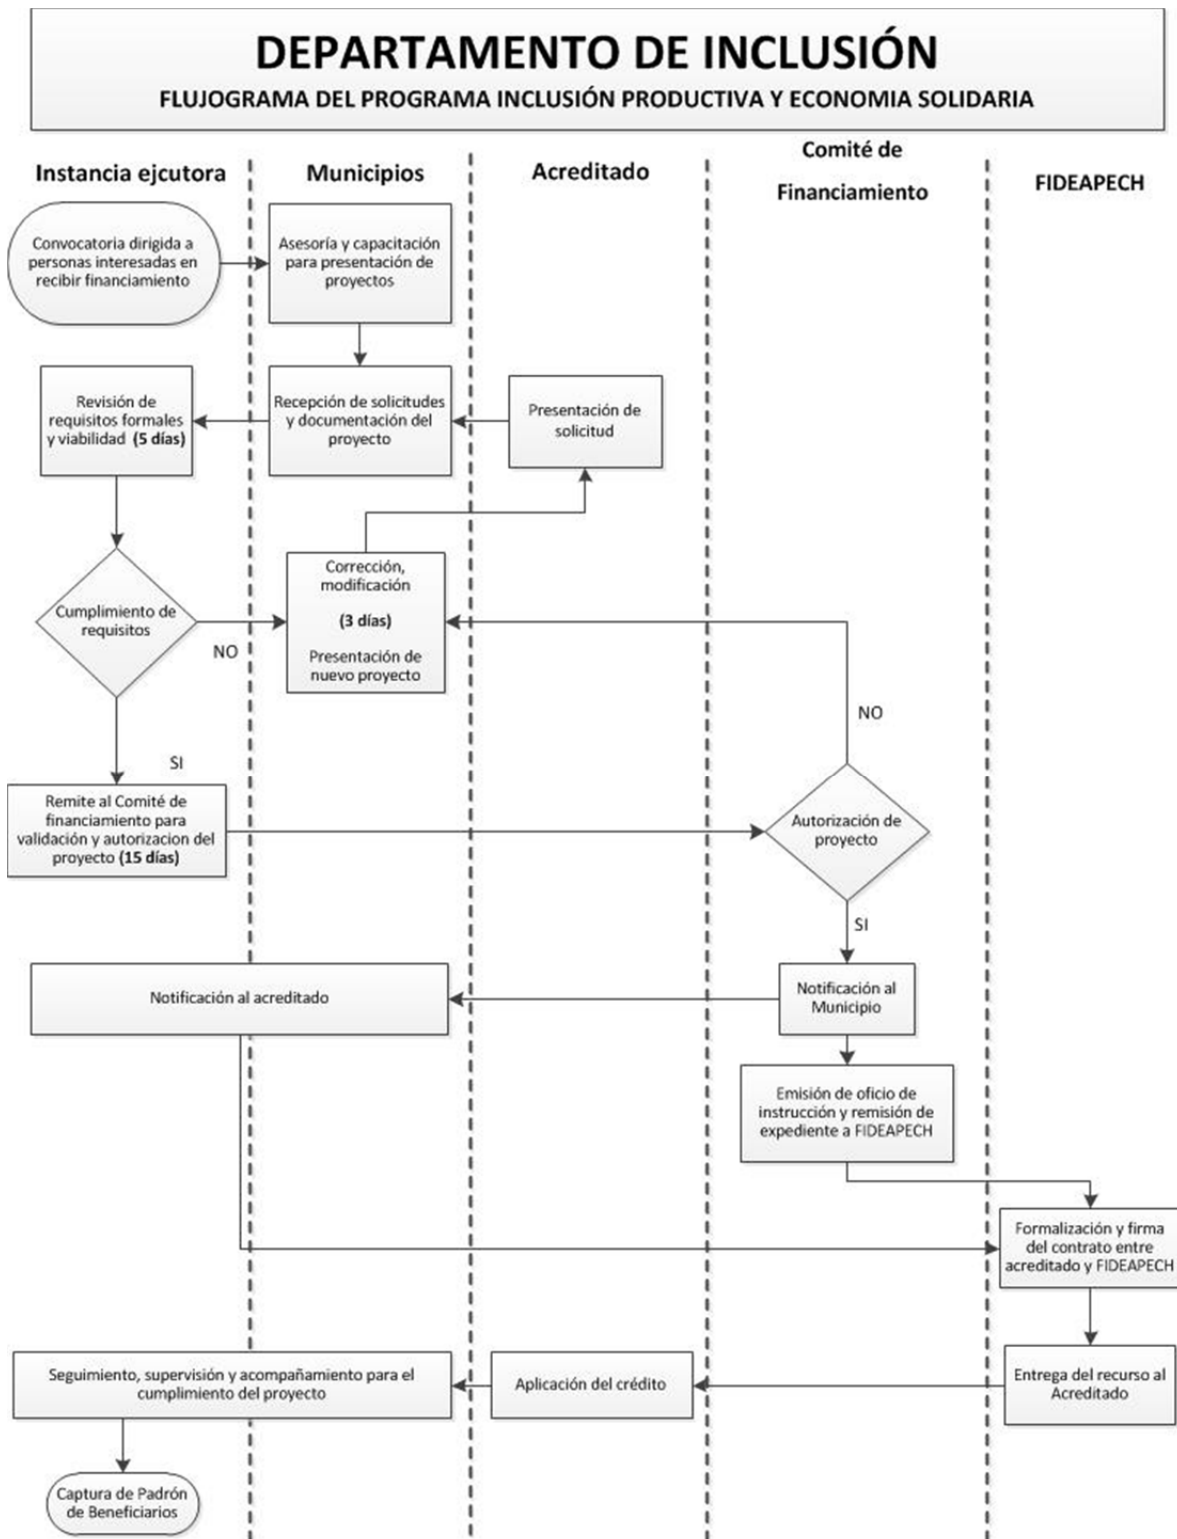 DEPARTAMENTO DE INCLUSIÓN
FLUJOGRAMA DEL PROGRAMA INCLUSIÓN PRODUCTIVA Y ECONOMIA SOLIDARIA
Instancia ejcutora
Municipios
Acreditado
Comité de
Financiamiento
FIDEAPECH
Convocatoria dirigida a
personas interesadas en
recibir financiamiento
Asesoría y capacitación
para presentación de
proyectos
Revisión de
requisitos formales
y viabilidad (5 días)
Recepción de solicitudes
y documentación del
proyecto
Presentación de
solicitud
Cumplimiento de
requisitos
NO
Corrección,
modificación
(3 días)
Presentación de
nuevo proyecto
NO
SI
Remite al Comité de
financiamiento para
validación y autorizacion del
proyecto (15 días)
Autorización de
proyecto
SI
Notificación al acreditado
Notificación al
Municipio
Emisión de oficio de
instrucción y remisión de
expediente a FIDEAPECH
Formalización y firma
del contrato entre
acreditado y FIDEAPECH
Seguimiento, supervisión y acompañamiento para el
cumplimiento del proyecto
Aplicación del crédito
Entrega del recurso al
Acreditado
Captura de Padrón
de Beneficiarios